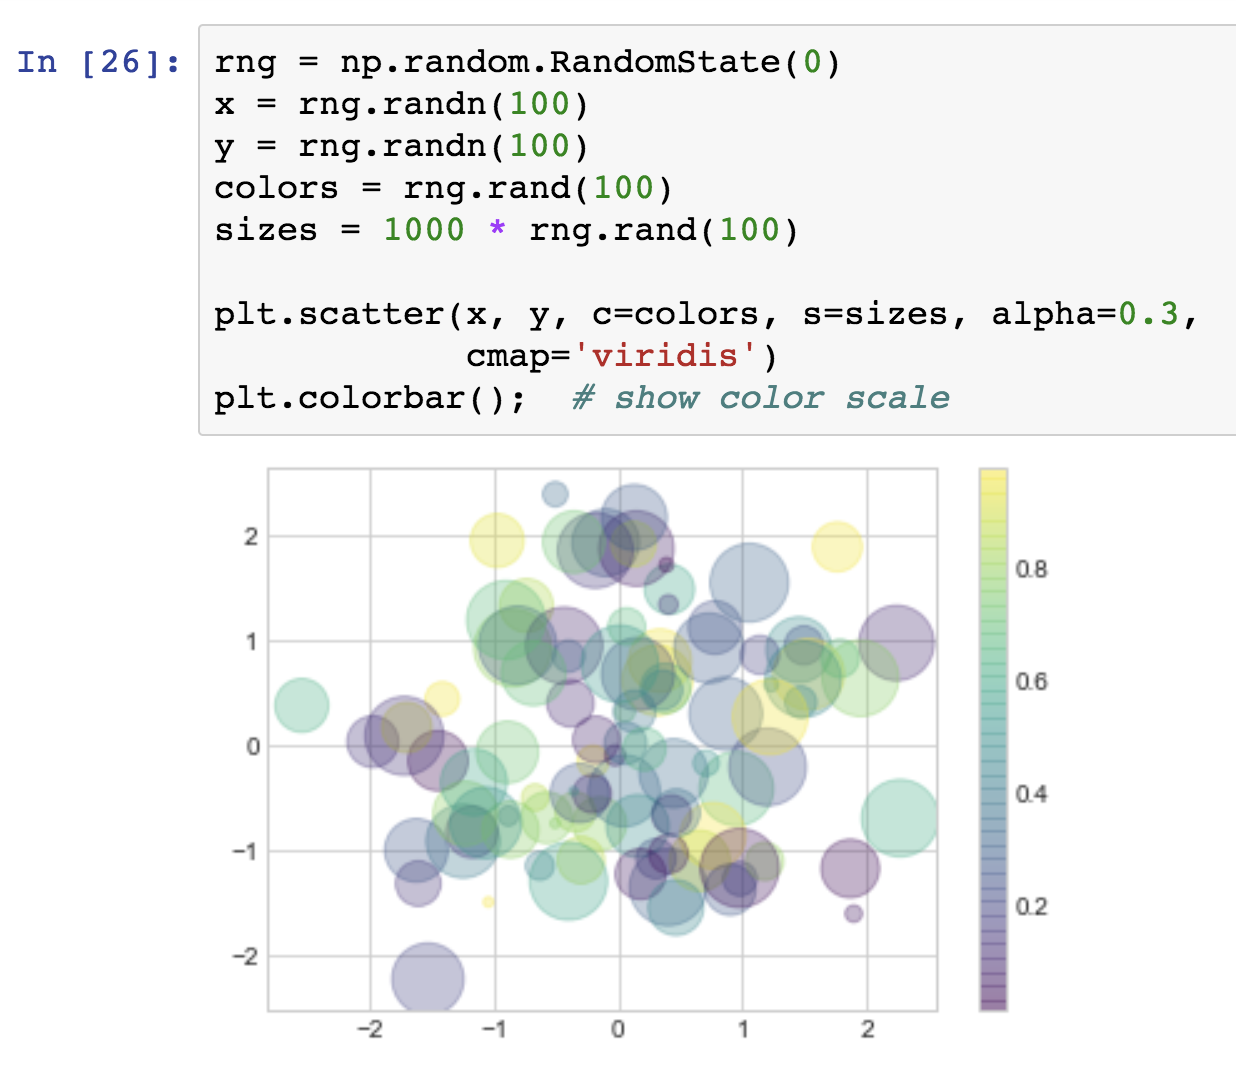 In [26]:
rng = np.random.RandomState(0)
x = rng.randn(100)
y = rng.randn(100)
colors = rng.rand(100)
sizes = 1000 * rng.rand(100)
plt.scatter(x, y, c=colors, s=sizes, alpha=0.3,
cmap='viridis')
plt.colorbar();  # show color scale
2
1
0
−1
−2
−2
−1
0
1
2
0.8
0.6
0.4
0.2